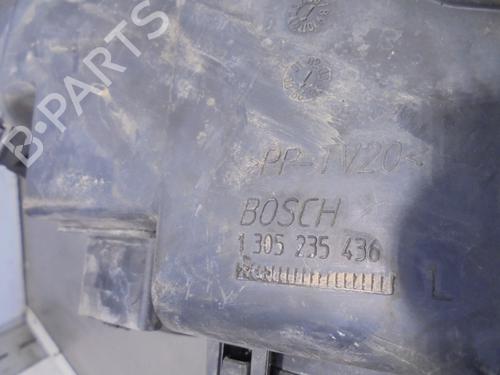 B-PARTS
>PP-TV20<
BOSCH
1 305 235 436
L